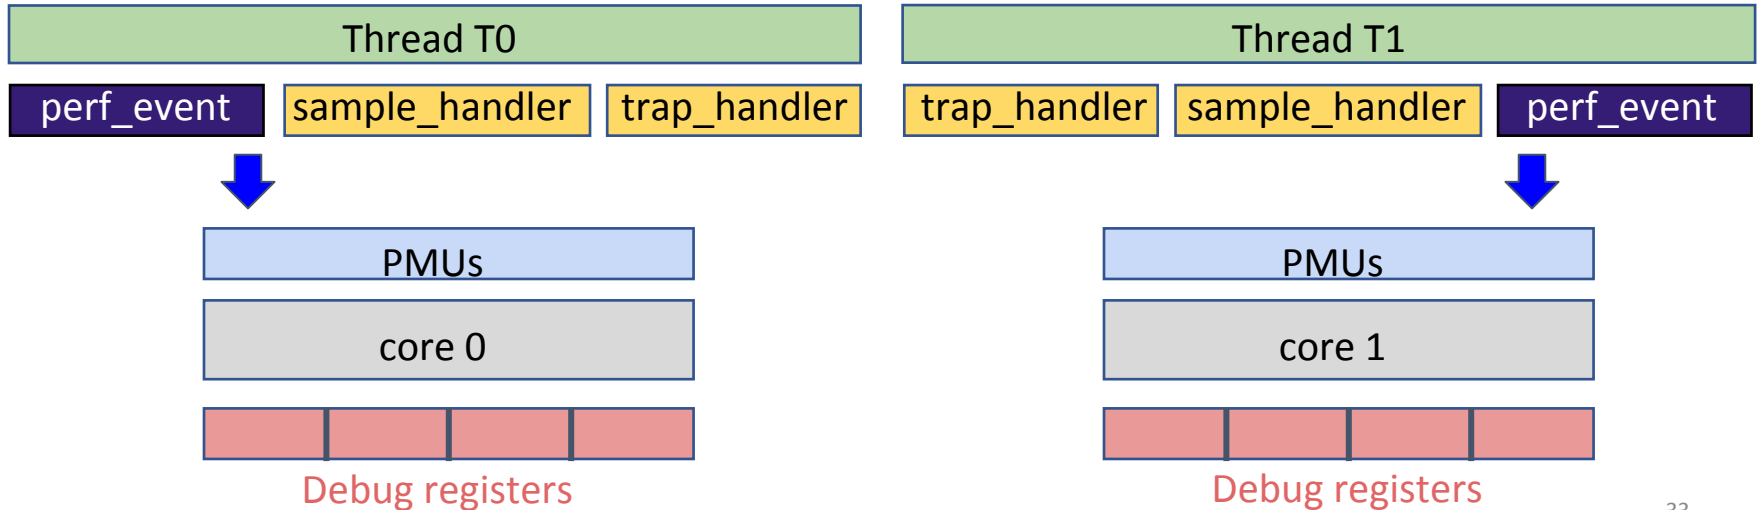 Thread T0
Thread T1
perf_event
sample_handler
trap_handler
trap_handler
sample_handler
perf_event
PMUs
PMUs
core 0
core 1
Debug registers
Debug registers